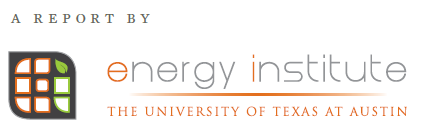 A REPORT BY
energy institute
THE UNIVERSITY OF TEXAS AT AUSTIN